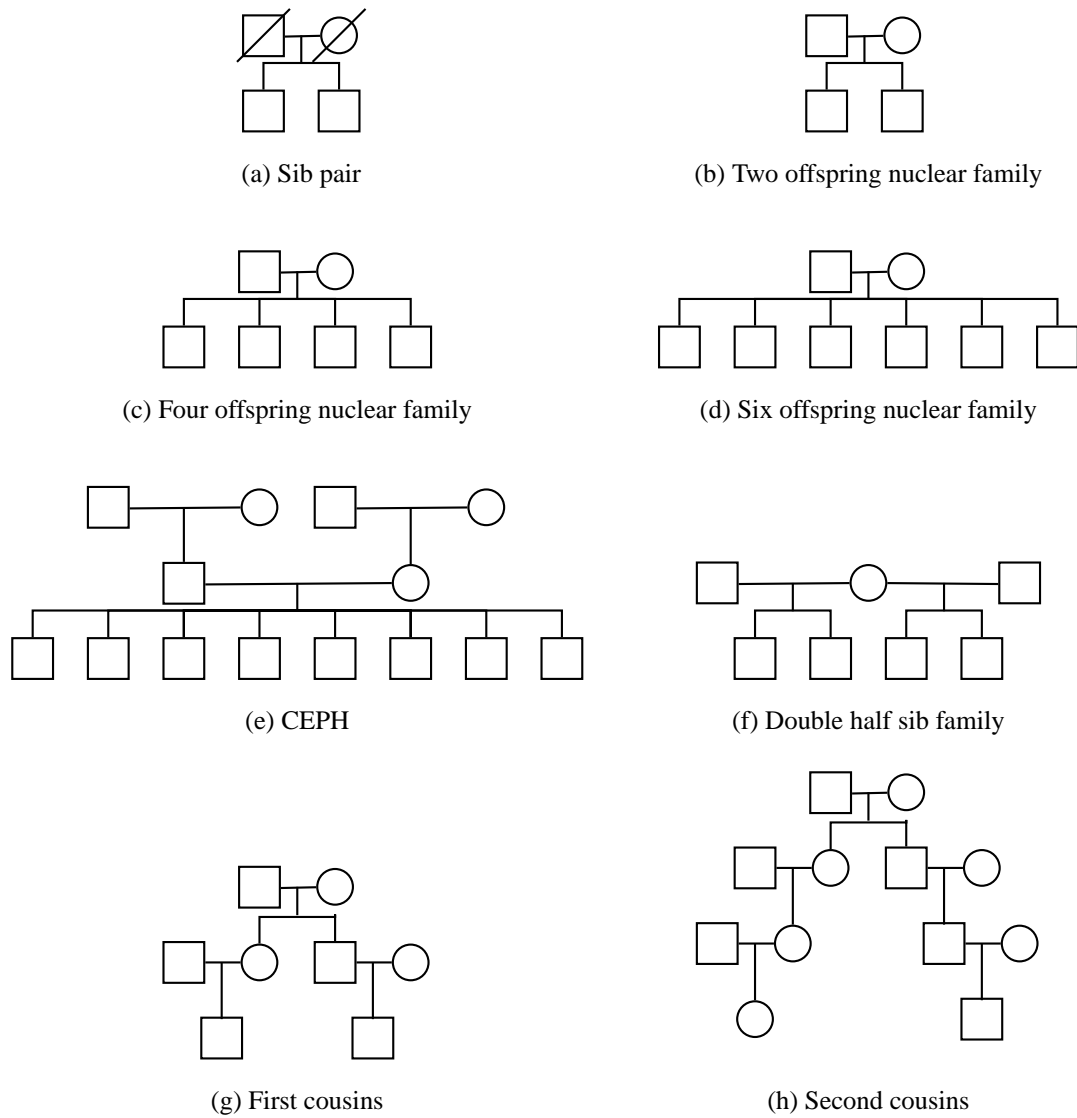 (a) Sib pair
(b) Two offspring nuclear family
(c) Four offspring nuclear family
(d) Six offspring nuclear family
(e) CEPH
(f) Double half sib family
(g) First cousins
(h) Second cousins